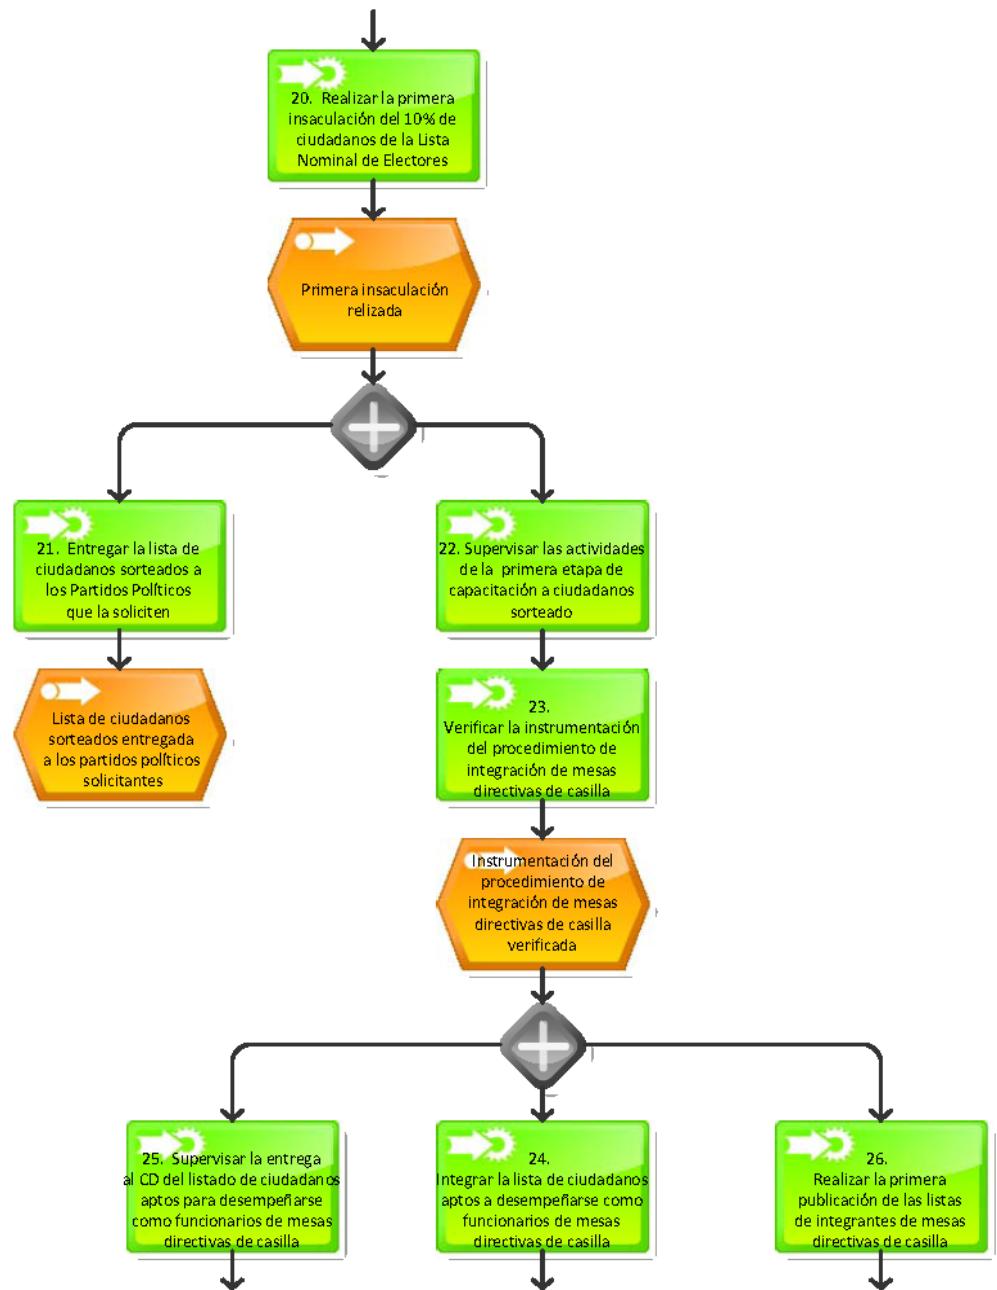 20.  Realizar la primera
insaculación del 10% de
ciudadanos de la Lista
Nominal de Electores
Primera insaculación
relizada
21.  Entregar la lista de
ciudadanos sorteados a
los Partidos Políticos
que la soliciten
22. Supervisar las actividades
de la  primera etapa de
capacitación a ciudadanos
sorteado
Lista de ciudadanos
sorteados entregada
a los partidos políticos
solicitantes
23.
Verificar la instrumentación
del procedimiento de
integración de mesas
directivas de casilla
Instrumentación del
procedimiento de
integración de mesas
directivas de casilla
verificada
25.  Supervisar la entrega
al CD del listado de ciudadanos
aptos para desempeñarse
como funcionarios de mesas
directivas de casilla
24.
Integrar la lista de ciudadanos
aptos a desempeñarse como
funcionarios de mesas
directivas de casilla
26.
Realizar la primera
publicación de las listas
de integrantes de mesas
directivas de casilla